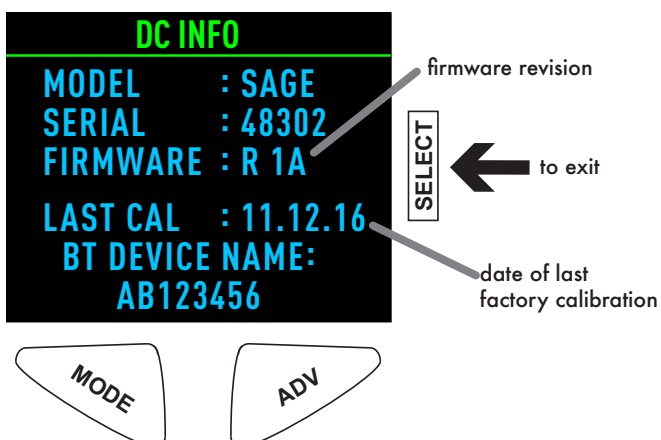 DC INFO
MODEL : SAGE
SERIAL : 48302
FIRMWARE : R 1A
LAST CAL : 11.12.16
BT DEVICE NAME:
AB123456
firmware revision
SELECT
to exit
date of last
factory calibration
MODE
ADV